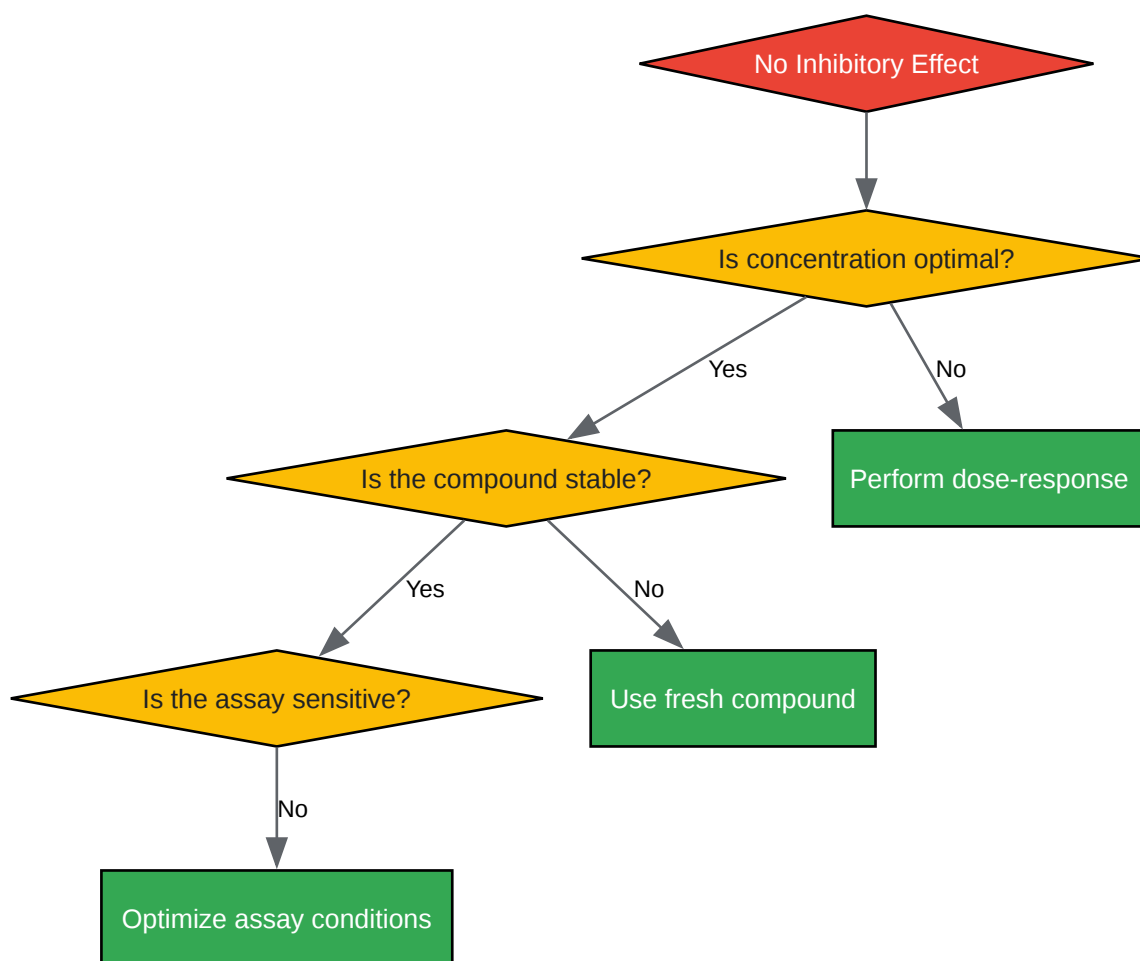 No Inhibitory Effect
Is concentration optimal?
Yes
No
Is the compound stable?
Perform dose-response
Yes
No
Is the assay sensitive?
Use fresh compound
No
Optimize assay conditions